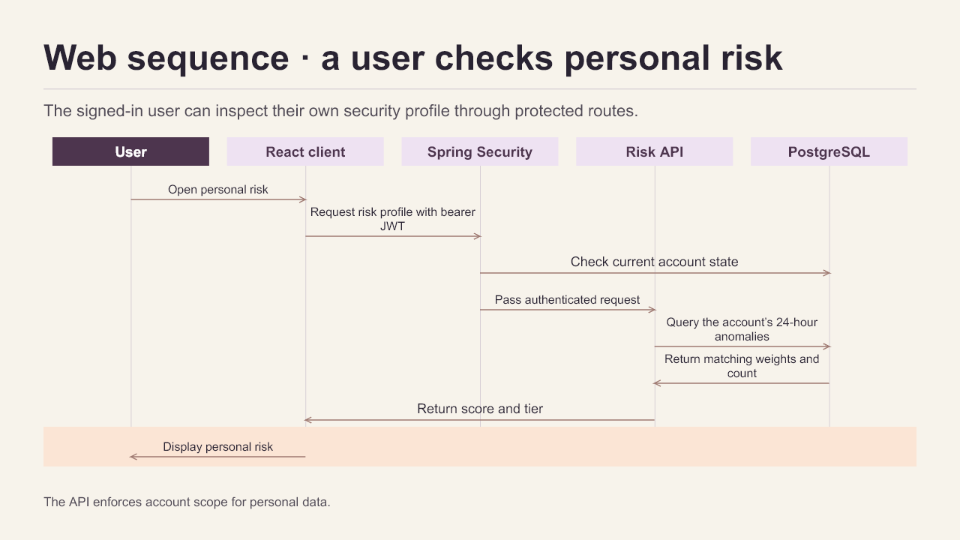 Web sequence · a user checks personal risk
The signed-in user can inspect their own security profile through protected routes.
User
React client
Spring Security
Risk API
PostgreSQL
Open personal risk
Request risk profile with bearer
JWT
Check current account state
Pass authenticated request
Query the account’s 24-hour
anomalies
Return matching weights and
count
Return score and tier
Display personal risk
The API enforces account scope for personal data.